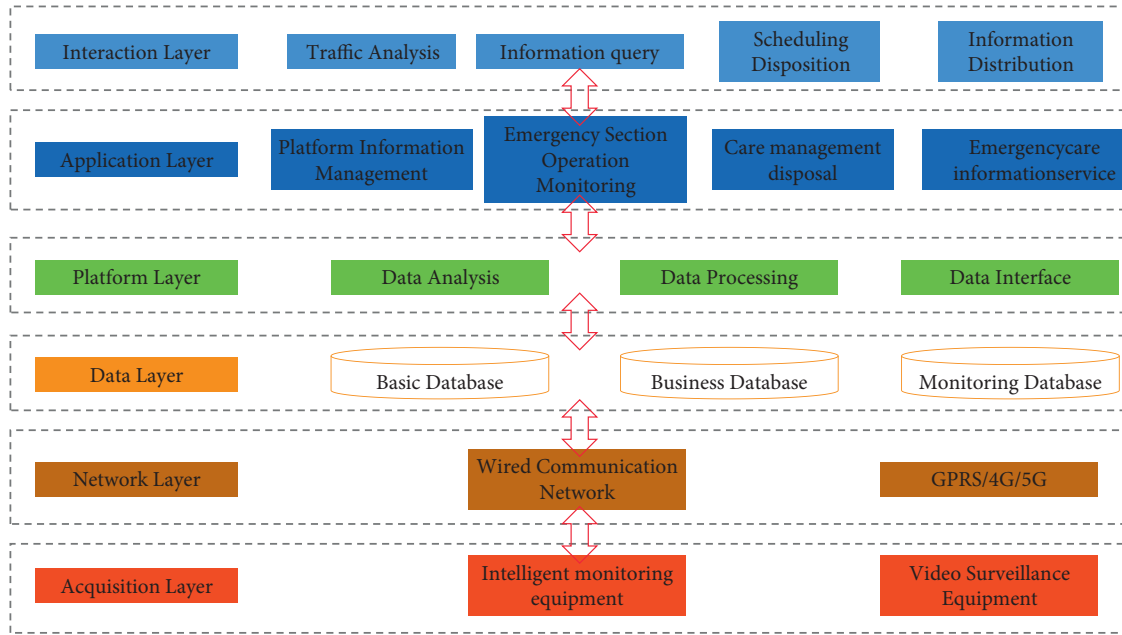 Interaction Layer
Traffic Analysis
Information query
Scheduling
Disposition
Information
Distribution
Application Layer
Platform Information
Management
Emergency Section
Operation
Monitoring
Care management
disposal
Emergencycare
informationservice
Platform Layer
Data Analysis
Data Processing
Data Interface
Data Layer
Basic Database
Business Database
Monitoring Database
Network Layer
Wired Communication
Network
GPRS/4G/5G
Acquisition Layer
Intelligent monitoring
equipment
Video Surveillance
Equipment